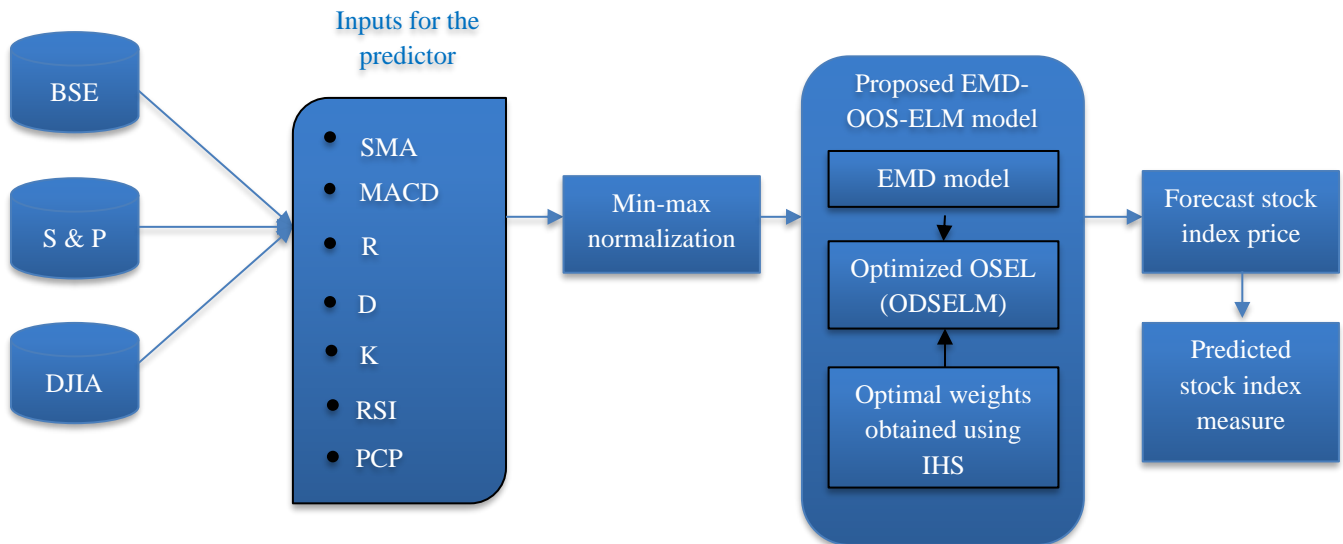 BSE
S & P
DJIA
Inputs for the
predictor
SMA
MACD
R
D
K
RSI
PCP
Min-max
normalization
Proposed EMD-
OOS-ELM model
EMD model
Optimized OSEL
(ODSELM)
Optimal weights
obtained using
IHS
Forecast stock
index price
Predicted
stock index
measure